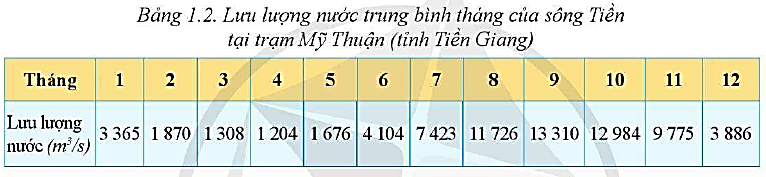 Bảng 1.2. Lưu lượng nước trung bình tháng của sông Tiền
tại trạm Mỹ Thuận (tỉnh Tiền Giang)
Tháng 1 2 3 4 5 6 7 8 9 10 11 12
Lưu lượng
nước (m³/s) 3 365 1 870 1 308 1 204 1 676 4 104 7 423 11 726 13 310 12 984 9 775 3 886